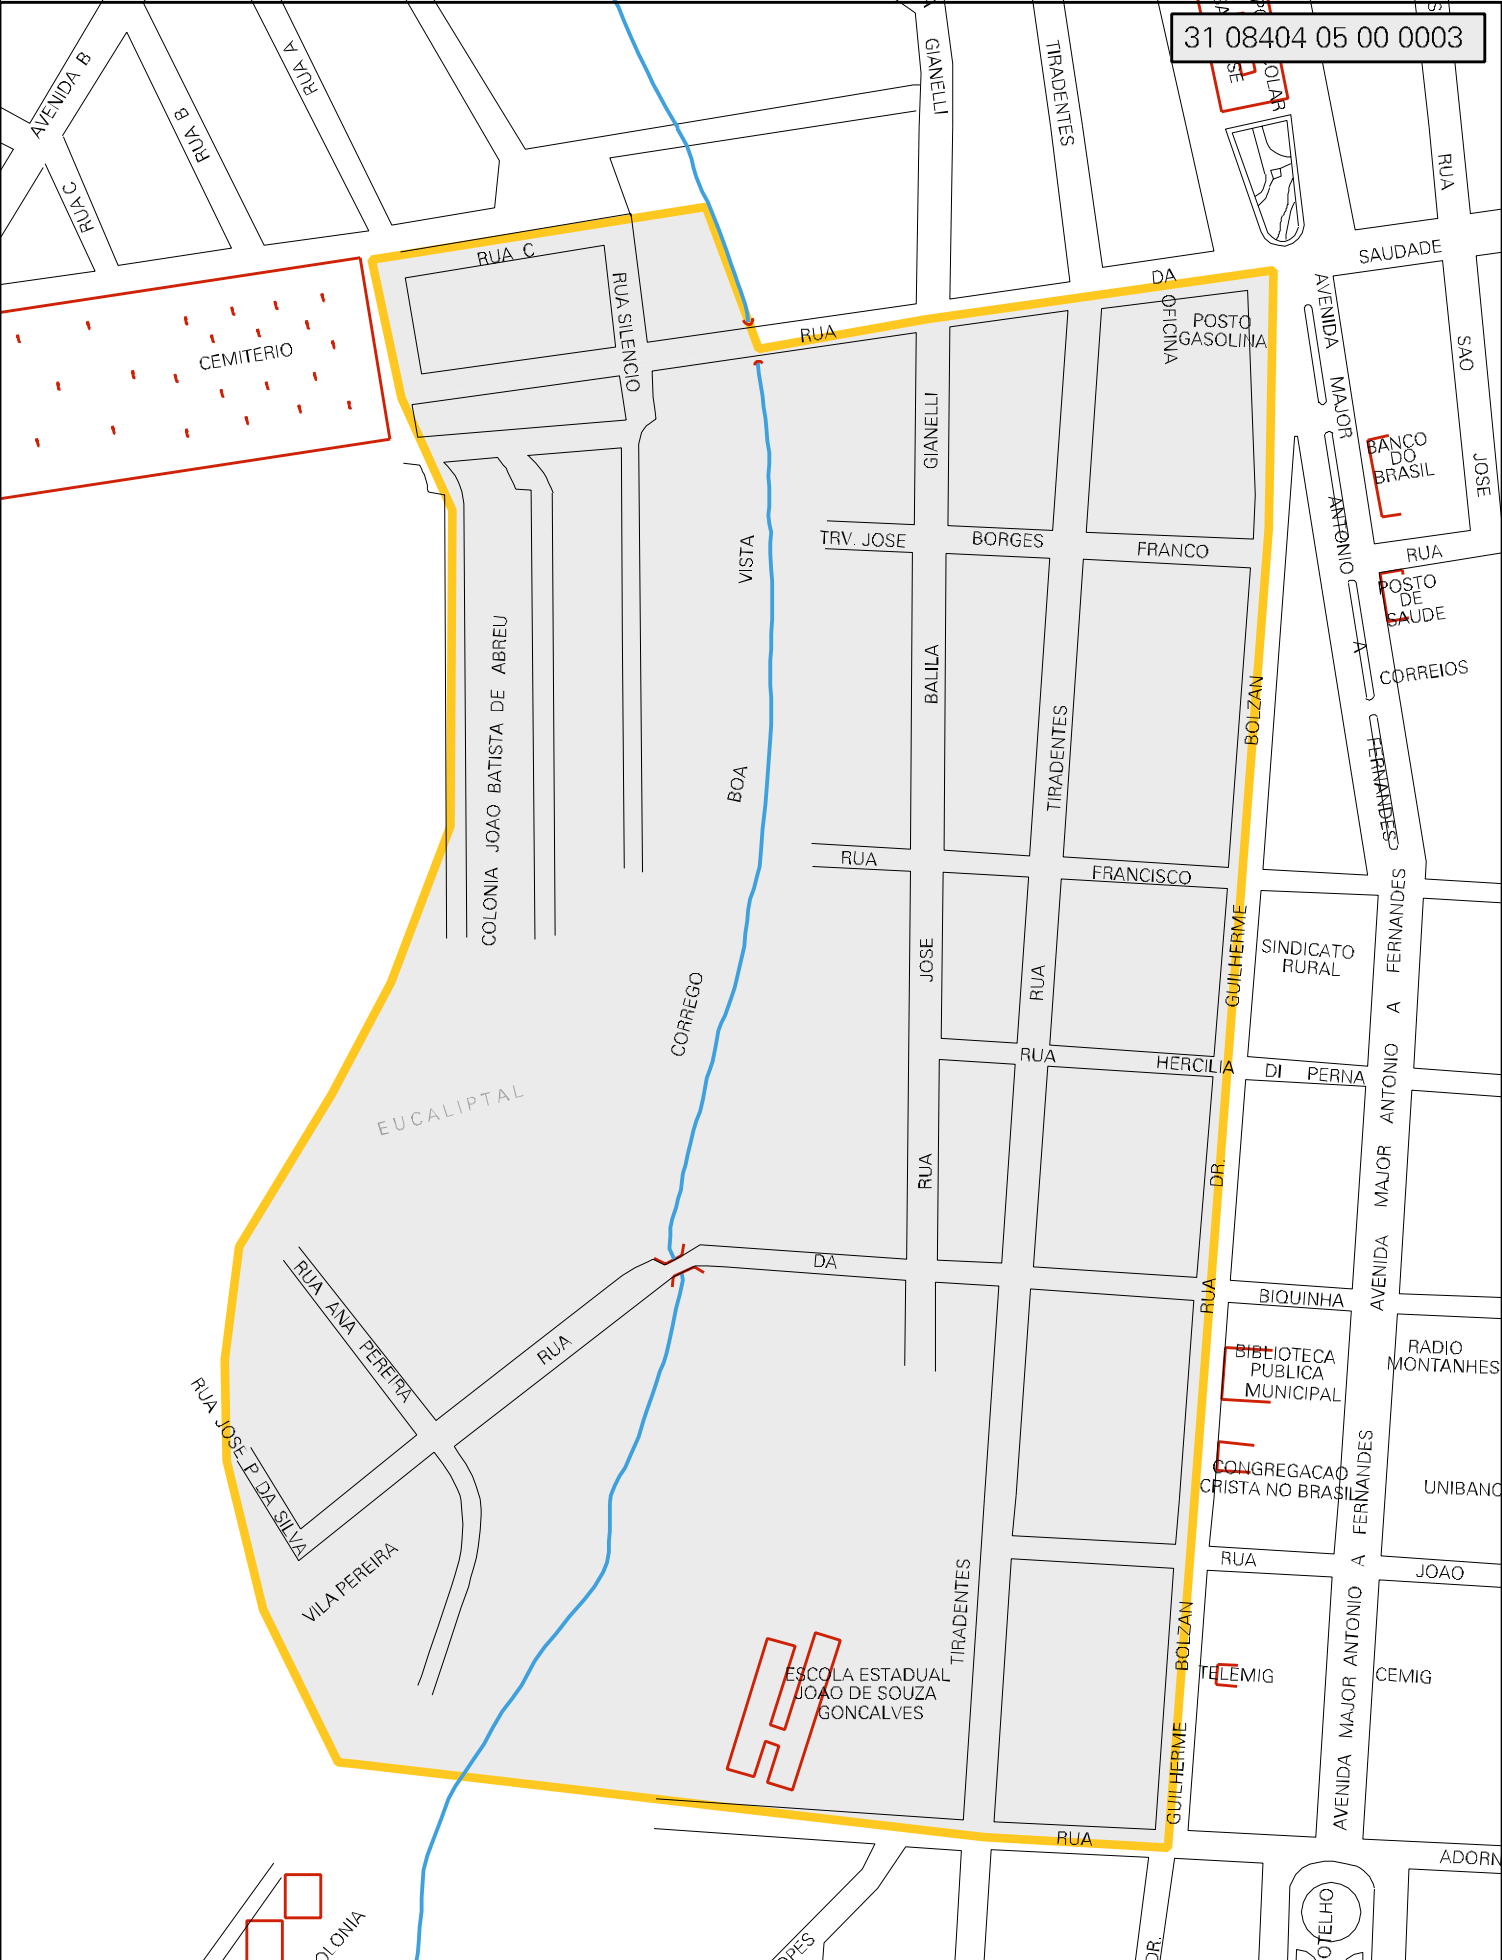 31 08404 05 00 0003
AVENIDA B
RUA B
RUA A
RUA C
GIANELLI
TIRADENTES
RUA
SAUDADE
CEMITERIO
RUA C
RUA SILENCIO
RUA
DA
OFICINA
POSTO
GASOLINA
AVENIDA
MAJOR
ANTONIO
A
FERNANDES
SAO
JOSE
BANCO
DO
BRASIL
RUA
POSTO
DE
SAUDE
CORREIOS
GIANELLI
TRV. JOSE
BORGES
FRANCO
VISTA
BOA
CORREGO
COLONIA JOAO BATISTA DE ABREU
BALILA
TIRADENTES
BOLZAN
RUA
FRANCISCO
GUILHERME
JOSE
RUA
SINDICATO
RURAL
AVENIDA MAJOR ANTONIO A FERNANDES
RUA
HERCILIA
DI PERNA
EUCALIPTAL
RUA
DR.
DA
RUA
BIQUINHA
RUA ANA PEREIRA
RUA
RUA JOSE P DA SILVA
VILA PEREIRA
BIBLIOTECA
PUBLICA
MUNICIPAL
RADIO
MONTANHES
CONGREGACAO
CRISTA NO BRASIL
UNIBANC
RUA
JOAO
TIRADENTES
ESCOLA ESTADUAL
JOAO DE SOUZA
GONCALVES
BOLZAN
GUILHERME
TELEMIG
CEMIG
AVENIDA MAJOR ANTONIO A FERNANDES
RUA
ADORN
OLONIA
OPES
DR.
OTELHO